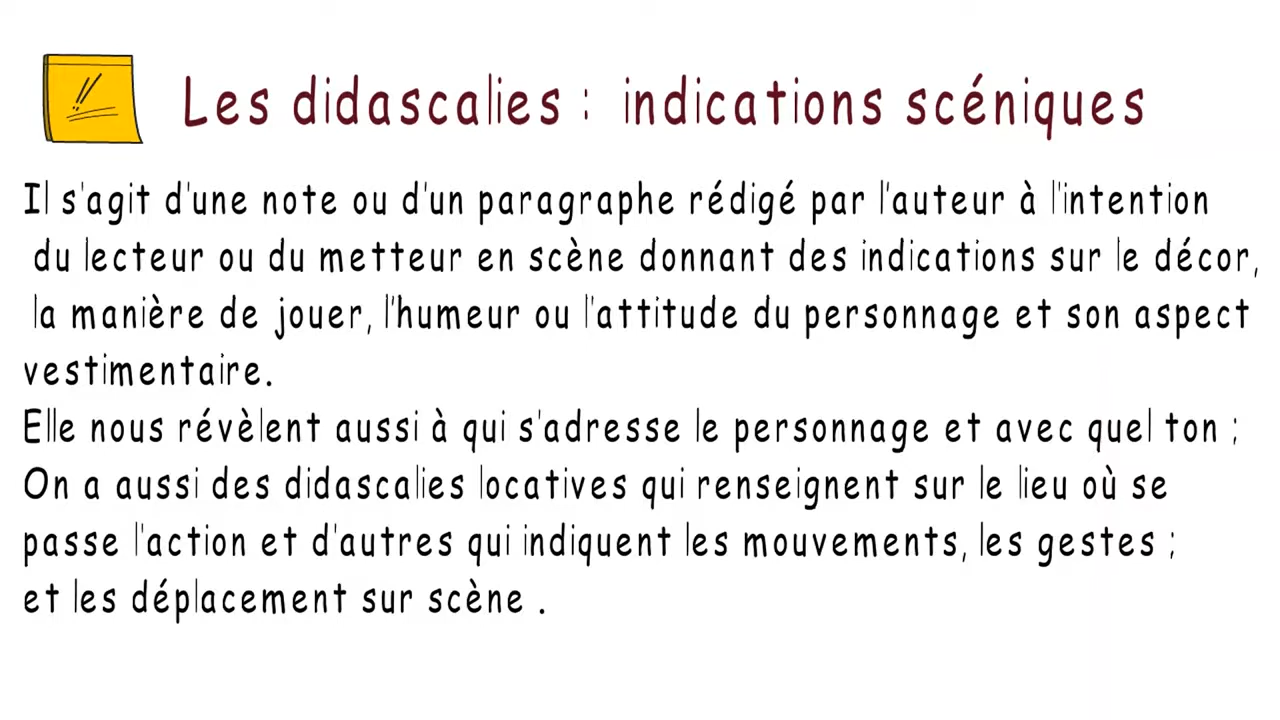 Les didascalies : indications scéniques
Il s'agit d'une note ou d'un paragraphe rédigé par l'auteur à l'intention
du lecteur ou du metteur en scène donnant des indications sur le décor,
la manière de jouer, l'humeur ou l'attitude du personnage et son aspect
vestimentaire.
Elle nous révèlent aussi à qui s'adresse le personnage et avec quel ton ;
On a aussi des didascalies locatives qui renseignent sur le lieu où se
passe l'action et d'autres qui indiquent les mouvements, les gestes ;
et les déplacement sur scène .